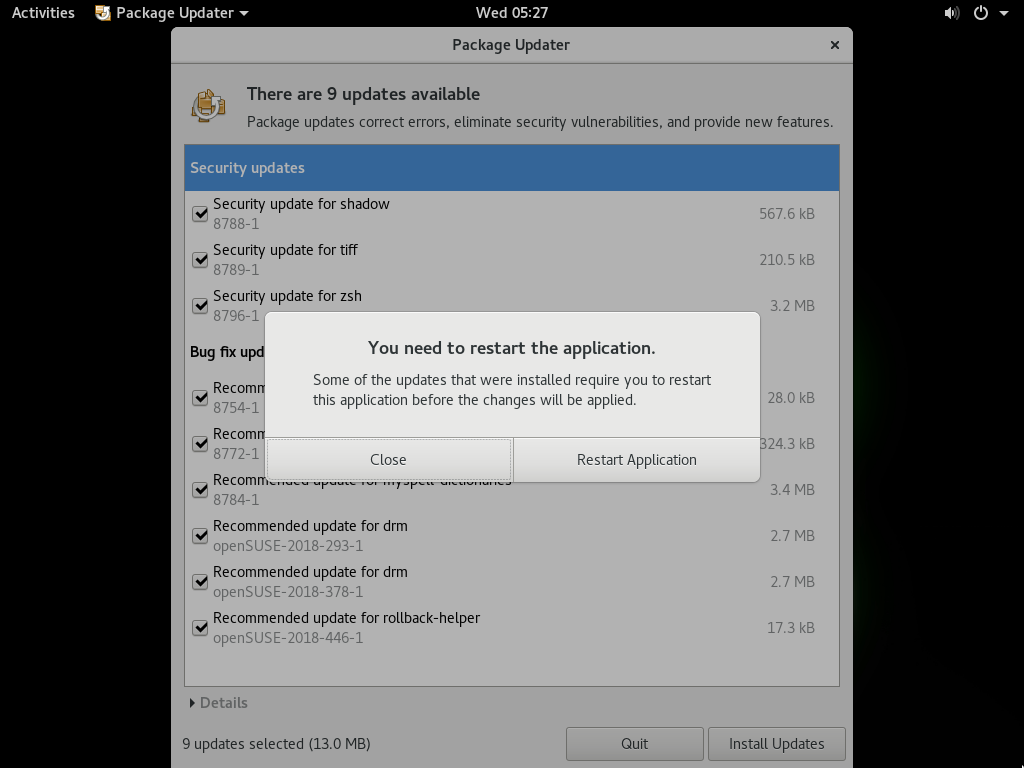 Activities Package Updater Wed 05:27
Package Updater
There are 9 updates available
Package updates correct errors, eliminate security vulnerabilities, and provide new features.
Security updates
Security update for shadow 567.6 kB
8788-1
Security update for tiff 210.5 kB
8789-1
Security update for zsh 3.2 MB
8796-1
Bug fix upd
Recomm 28.0 kB
8754-1
Recomm 324.3 kB
8772-1
You need to restart the application.
Some of the updates that were installed require you to restart
this application before the changes will be applied.
Close Restart Application
Recommended update for myspell-dictionaries 3.4 MB
8784-1
Recommended update for drm 2.7 MB
openSUSE-2018-293-1
Recommended update for drm 2.7 MB
openSUSE-2018-378-1
Recommended update for rollback-helper 17.3 kB
openSUSE-2018-446-1
Details
9 updates selected (13.0 MB) Quit Install Updates